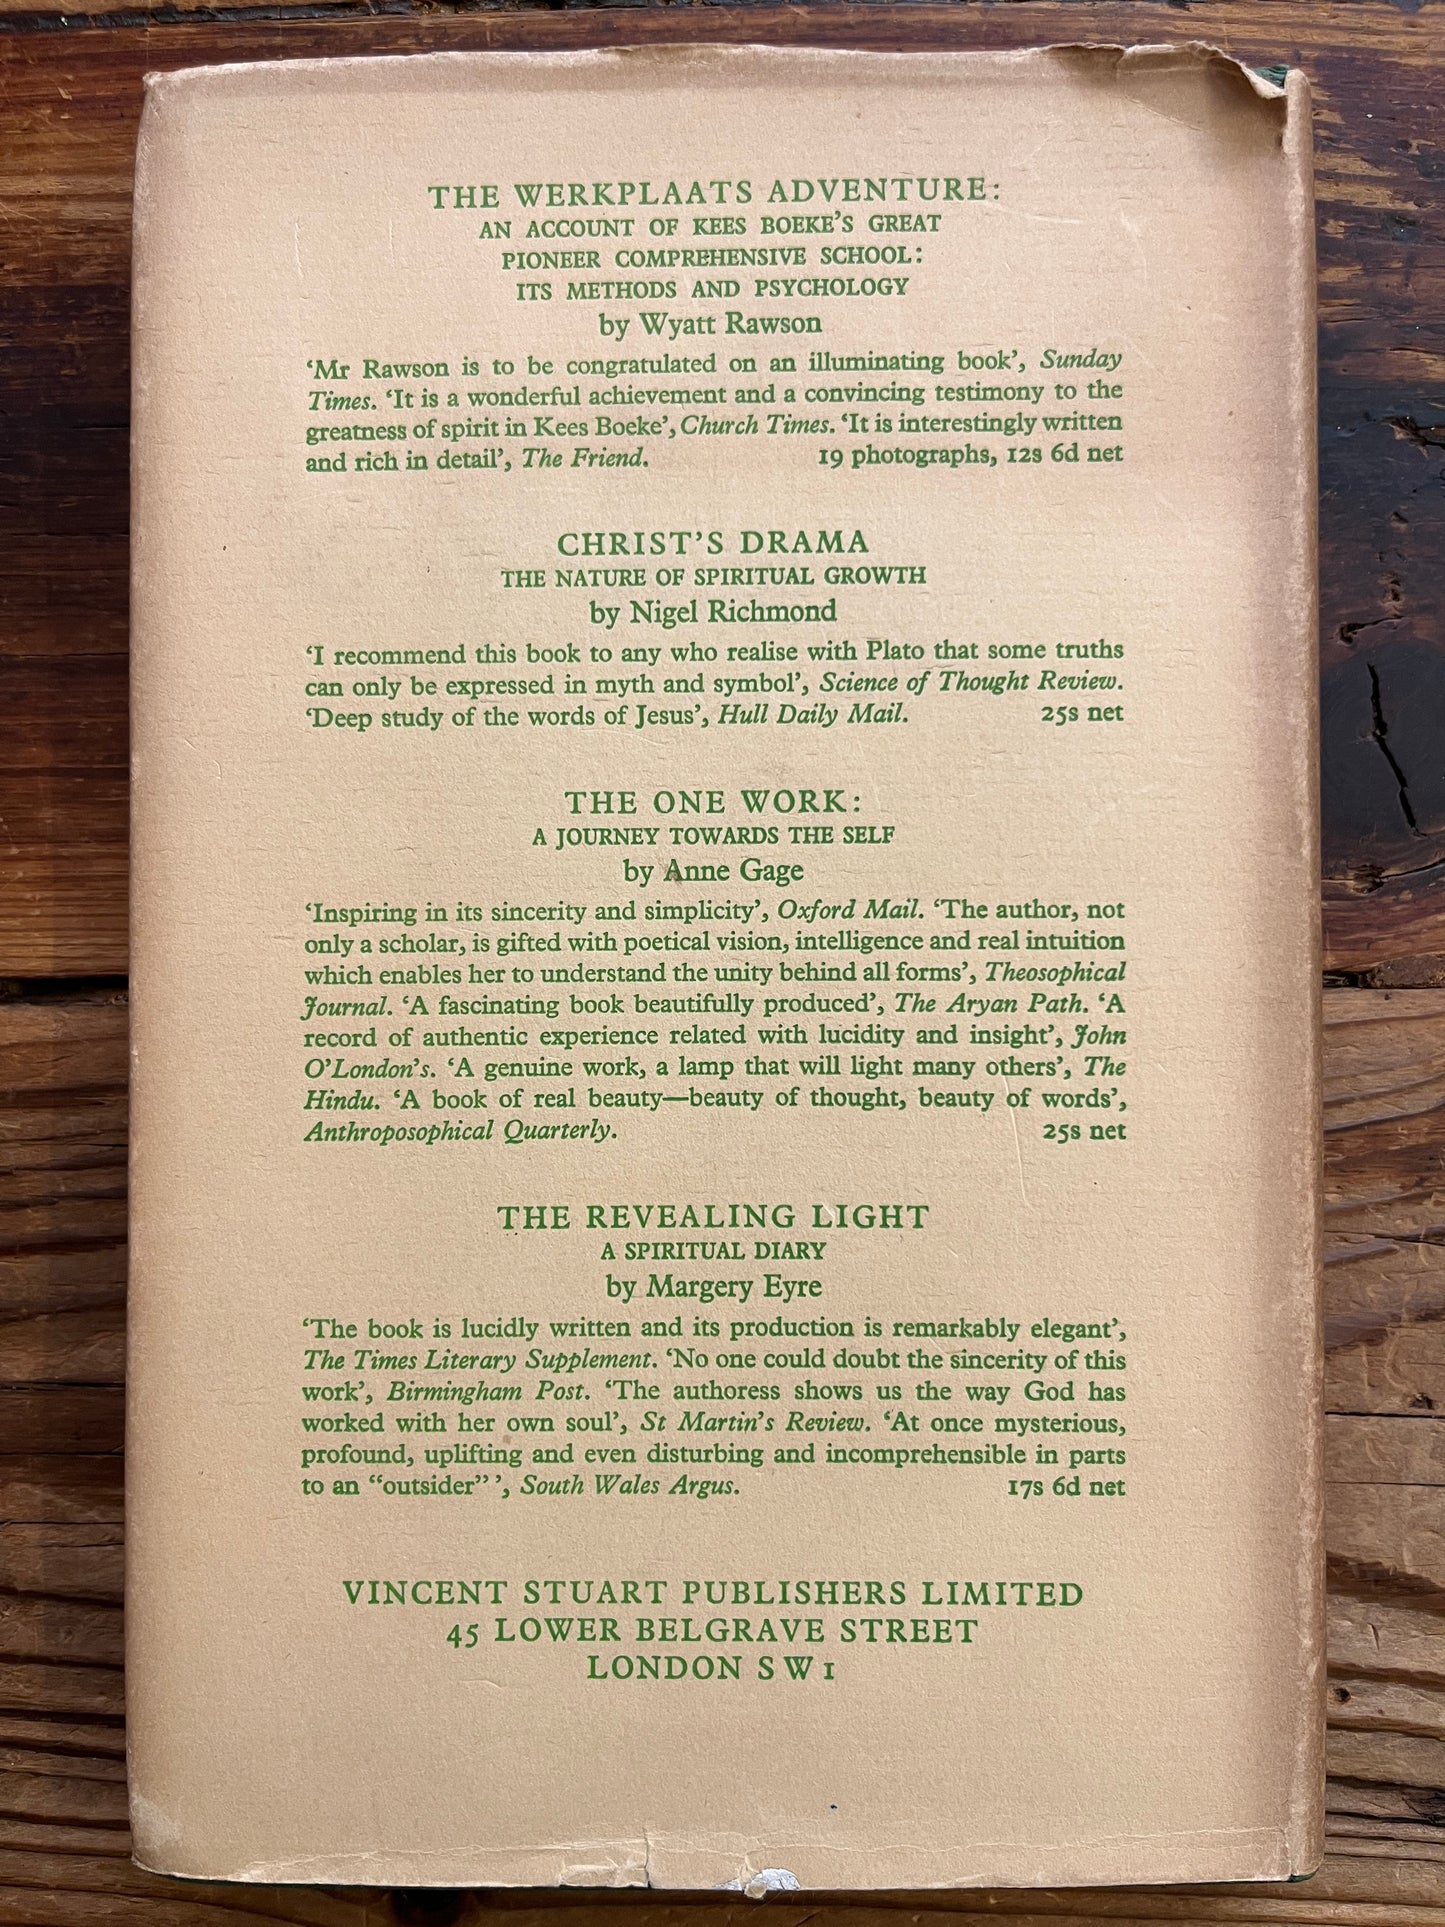 THE WERKPLAATS ADVENTURE:
AN ACCOUNT OF KEES BOEKE'S GREAT
PIONEER COMPREHENSIVE SCHOOL:
ITS METHODS AND PSYCHOLOGY
by Wyatt Rawson
‘Mr Rawson is to be congratulated on an illuminating book’, Sunday
Times. ‘It is a wonderful achievement and a convincing testimony to the
greatness of spirit in Kees Boeke’, Church Times. ‘It is interestingly written
and rich in detail’, The Friend. 19 photographs, 12s 6d net
CHRIST'S DRAMA
THE NATURE OF SPIRITUAL GROWTH
by Nigel Richmond
‘I recommend this book to any who realise with Plato that some truths
can only be expressed in myth and symbol’, Science of Thought Review.
‘Deep study of the words of Jesus’, Hull Daily Mail. 25s net
THE ONE WORK:
A JOURNEY TOWARDS THE SELF
by Anne Gage
‘Inspiring in its sincerity and simplicity’, Oxford Mail. ‘The author, not
only a scholar, is gifted with poetical vision, intelligence and real intuition
which enables her to understand the unity behind all forms’, Theosophical
Journal. ‘A fascinating book beautifully produced’, The Aryan Path. ‘A
record of authentic experience related with lucidity and insight’, John
O'London's. ‘A genuine work, a lamp that will light many others’, The
Hindu. ‘A book of real beauty—beauty of thought, beauty of words’,
Anthroposophical Quarterly. 25s net
THE REVEALING LIGHT
A SPIRITUAL DIARY
by Margery Eyre
‘The book is lucidly written and its production is remarkably elegant’,
The Times Literary Supplement. ‘No one could doubt the sincerity of this
work’, Birmingham Post. ‘The authoress shows us the way God has
worked with her own soul’, St Martin's Review. ‘At once mysterious,
profound, uplifting and even disturbing and incomprehensible in parts
to an “outsider” ’, South Wales Argus. 17s 6d net
VINCENT STUART PUBLISHERS LIMITED
45 LOWER BELGRAVE STREET
LONDON S W 1